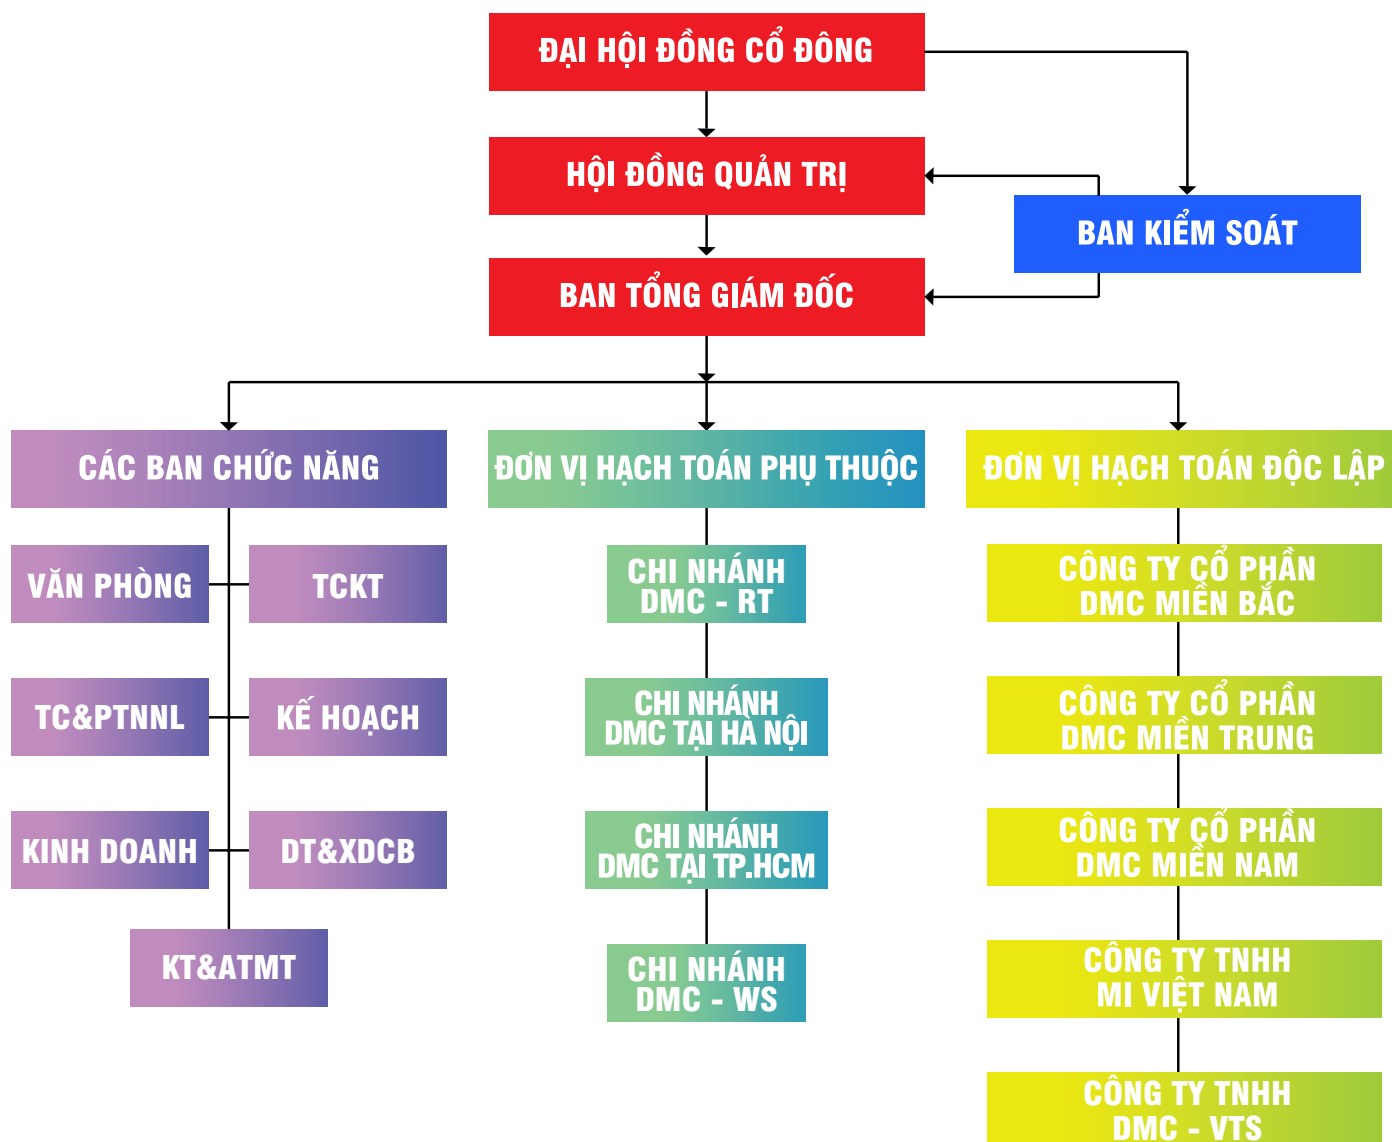 ĐẠI HỘI ĐỒNG CỔ ĐÔNG
HỘI ĐỒNG QUẢN TRỊ
BAN KIỂM SOÁT
BAN TỔNG GIÁM ĐỐC
CÁC BAN CHỨC NĂNG
ĐƠN VỊ HẠCH TOÁN PHỤ THUỘC
ĐƠN VỊ HẠCH TOÁN ĐỘC LẬP
VĂN PHÒNG
TCKT
TC&PTNNL
KẾ HOẠCH
KINH DOANH
DT&XDCB
KT&ATMT
CHI NHÁNH
DMC - RT
CHI NHÁNH
DMC TẠI HÀ NỘI
CHI NHÁNH
DMC TẠI TP.HCM
CHI NHÁNH
DMC - WS
CÔNG TY CỔ PHẦN
DMC MIỀN BẮC
CÔNG TY CỔ PHẦN
DMC MIỀN TRUNG
CÔNG TY CỔ PHẦN
DMC MIỀN NAM
CÔNG TY TNHH
MI VIỆT NAM
CÔNG TY TNHH
DMC - VTS